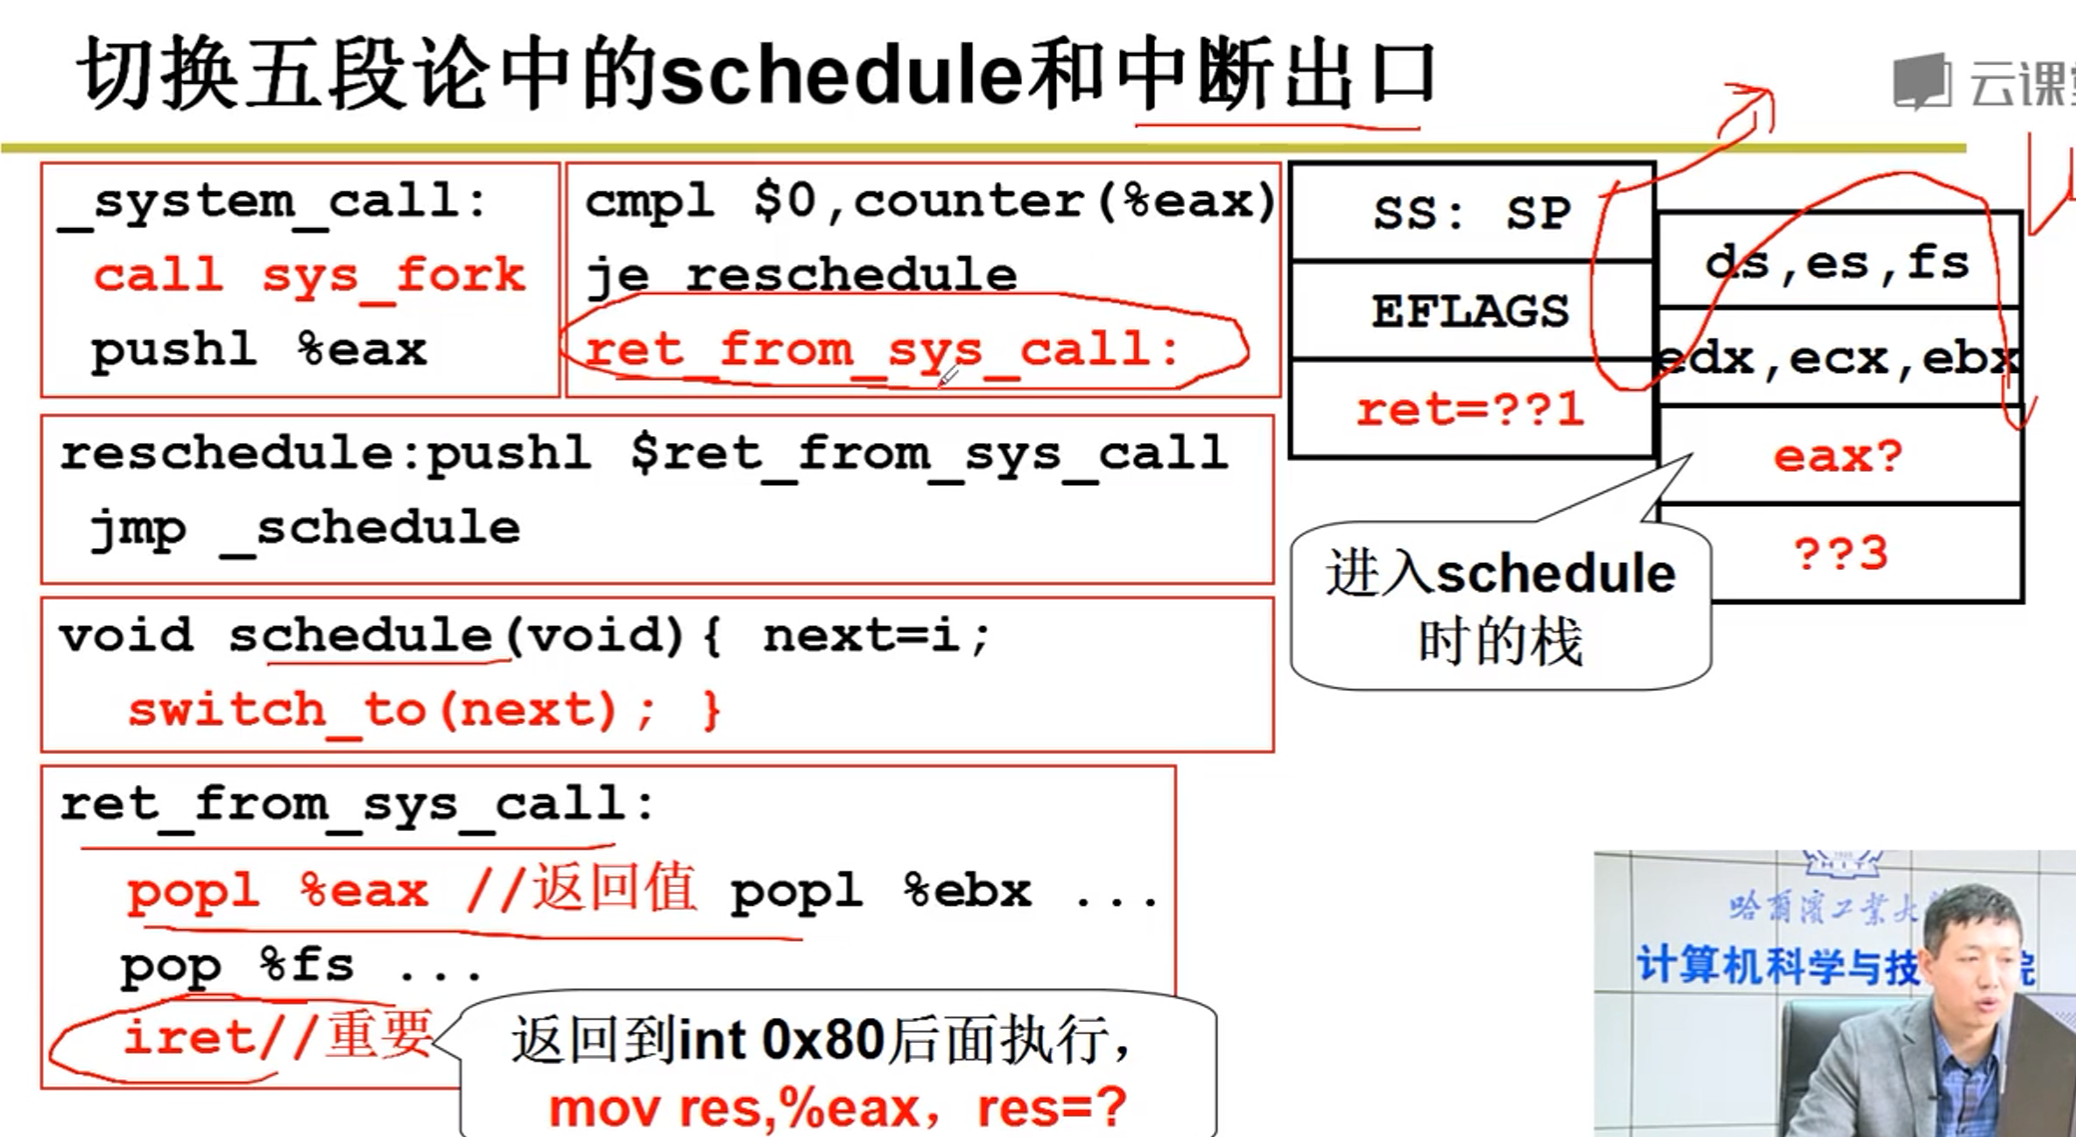 切换五段论中的schedule和中断出口
云课
_system_call:
call sys_fork
pushl %eax
cmpl $0,counter(%eax)
je reschedule
ret_from_sys_call:
reschedule:pushl $ret_from_sys_call
jmp _schedule
void schedule(void){ next=i;
switch_to(next); }
ret_from_sys_call:
popl %eax //返回值 popl %ebx ...
pop %fs ...
iret//重要
返回到int 0x80后面执行，
mov res,%eax，res=?
SS: SP
EFLAGS
ret=??1
ds,es,fs
edx,ecx,ebx
eax?
??3
进入schedule
时的栈
哈爾濱工業大
计算机科学与技 院